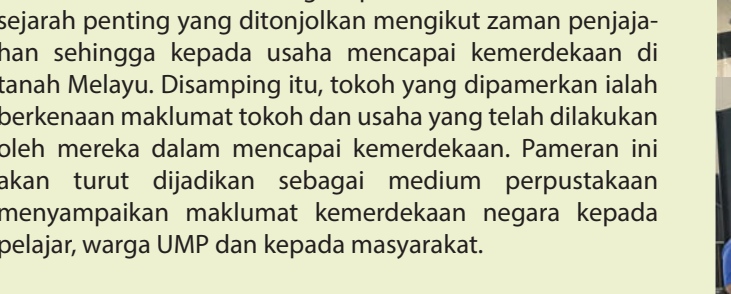 sejarah penting yang ditonjolkan mengikut zaman penjaja-
han sehingga kepada usaha mencapai kemerdekaan di
tanah Melayu. Disamping itu, tokoh yang dipamerkan ialah
berkenaan maklumat tokoh dan usaha yang telah dilakukan
oleh mereka dalam mencapai kemerdekaan. Pameran ini
akan turut dijadikan sebagai medium perpustakaan
menyampaikan maklumat kemerdekaan negara kepada
pelajar, warga UMP dan kepada masyarakat.